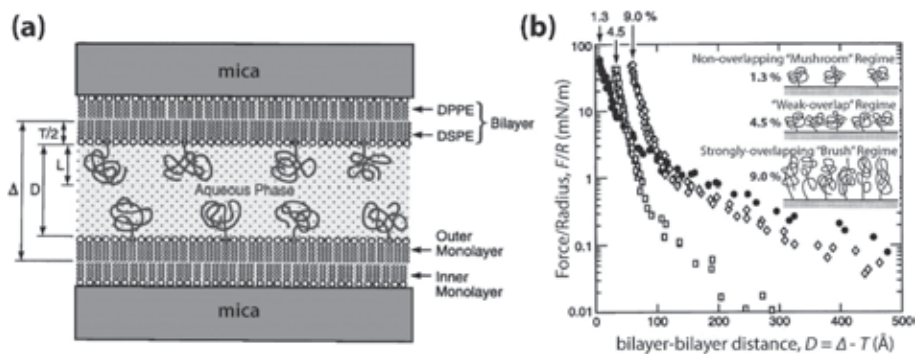 (a)
mica
DPPE
DSPE
Bilayer
T/2
L
Δ
D
Aqueous Phase
Outer
Monolayer
Inner
Monolayer
mica
(b)
1.3
4.5
9.0 %
100
10
1
0.1
0.01
Force/Radius, F/R (mN/m)
Non-overlapping "Mushroom" Regime
1.3 %
"Weak-overlap" Regime
4.5 %
Strongly-overlapping "Brush" Regime
9.0 %
0
100
200
300
400
500
bilayer-bilayer distance, D = Δ - T (Å)